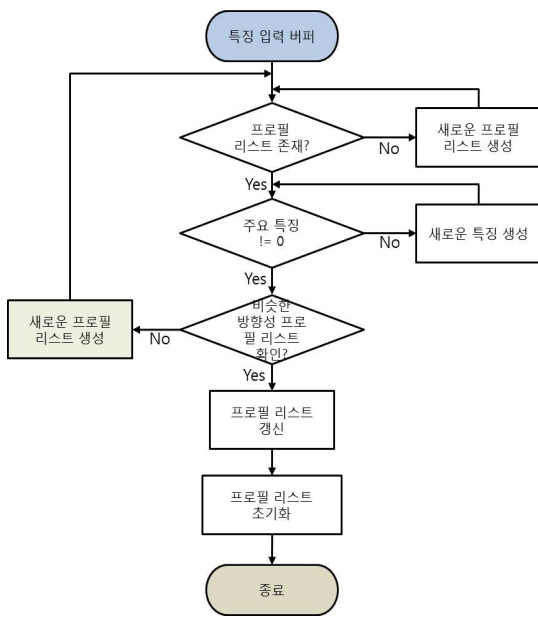 특징 입력 버퍼
프로필
리스트 존재?
No
새로운 프로필
리스트 생성
Yes
주요 특징
!= 0
No
새로운 특징 생성
Yes
비슷한
방향성 프로
필 리스트
확인?
No
새로운 프로필
리스트 생성
Yes
프로필 리스트
갱신
프로필 리스트
초기화
종료